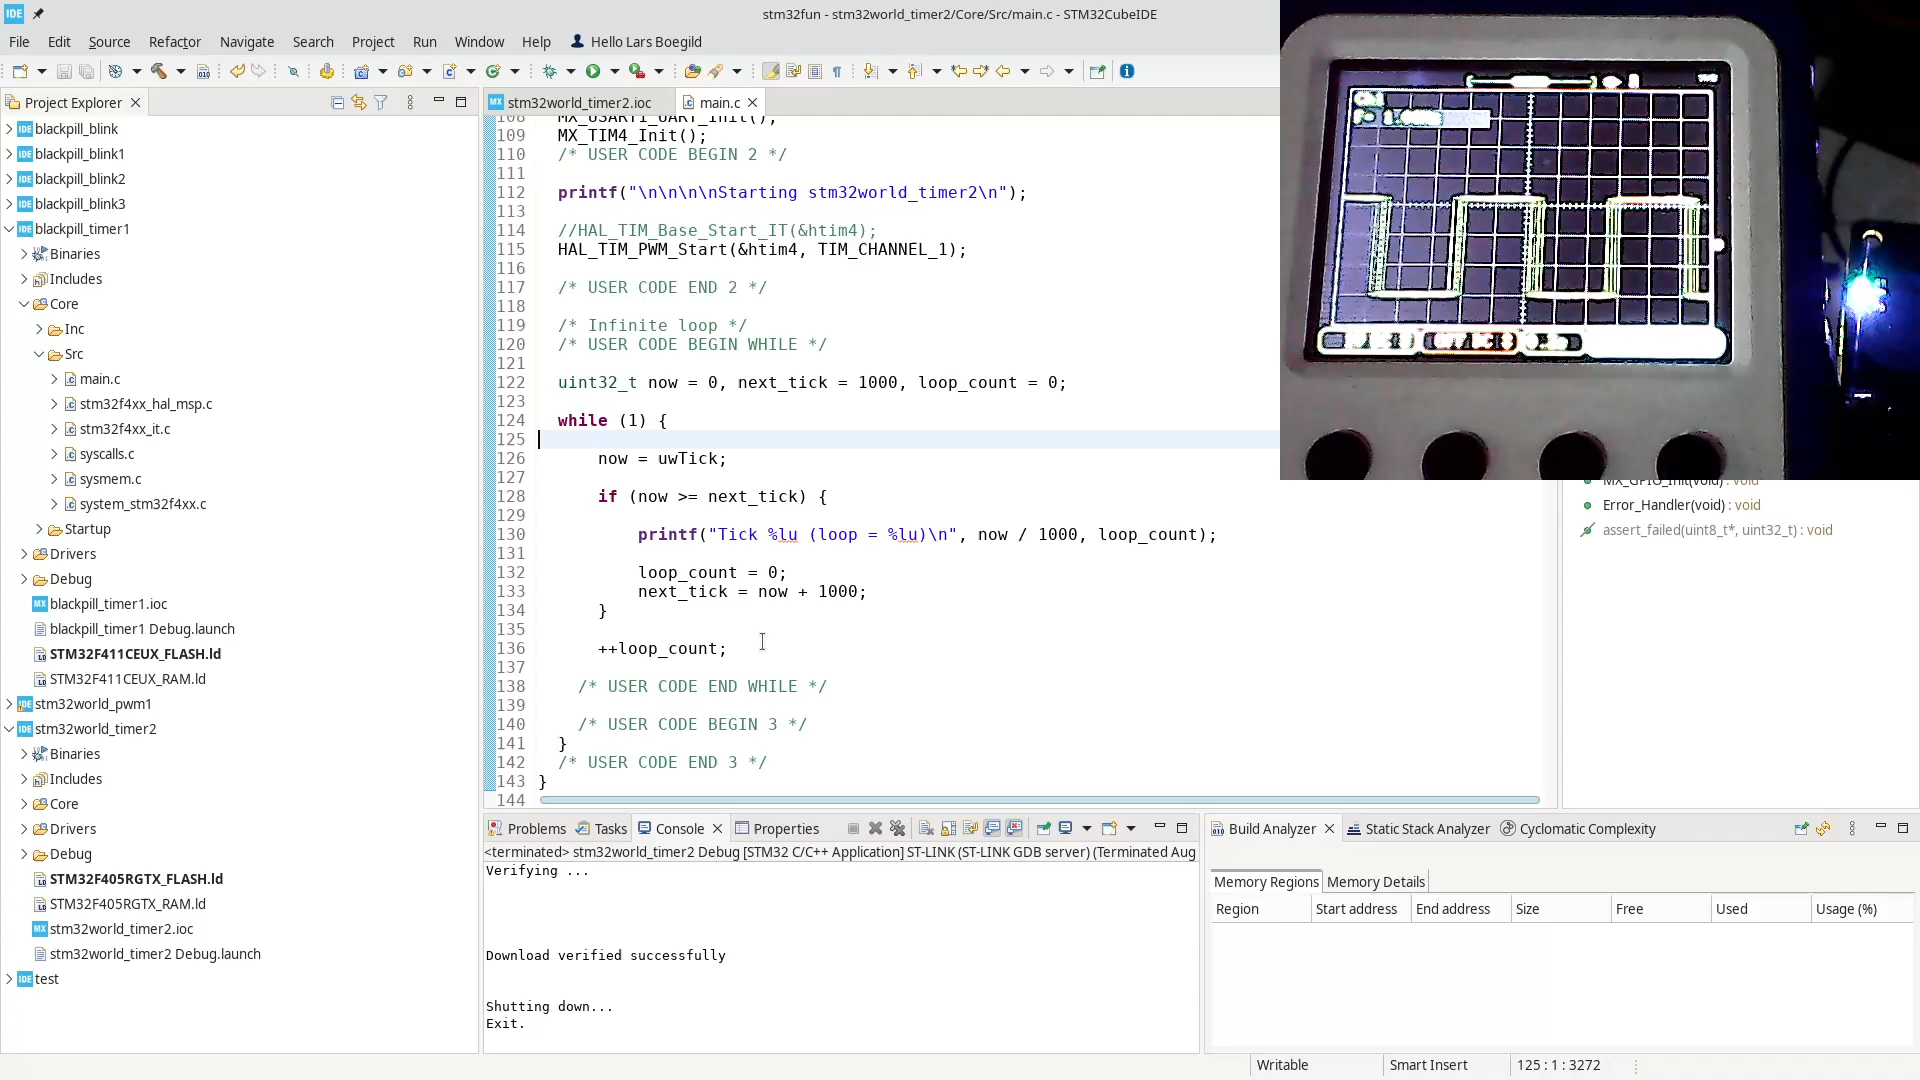 IDE
stm32fun - stm32world_timer2/Core/Src/main.c - STM32CubeIDE
File Edit Source Refactor Navigate Search Project Run Window Help Hello Lars Boegild
Project Explorer
blackpill_blink
blackpill_blink1
blackpill_blink2
blackpill_blink3
blackpill_timer1
Binaries
Includes
Core
Inc
Src
main.c
stm32f4xx_hal_msp.c
stm32f4xx_it.c
syscalls.c
sysmem.c
system_stm32f4xx.c
Startup
Drivers
Debug
blackpill_timer1.ioc
blackpill_timer1 Debug.launch
STM32F411CEUX_FLASH.ld
STM32F411CEUX_RAM.ld
stm32world_pwm1
stm32world_timer2
Binaries
Includes
Core
Drivers
Debug
STM32F405RGTX_FLASH.ld
STM32F405RGTX_RAM.ld
stm32world_timer2.ioc
stm32world_timer2 Debug.launch
test
stm32world_timer2.ioc main.c
108 MX_USART1_UART_Init();
109 MX_TIM4_Init();
110 /* USER CODE BEGIN 2 */
111
112 printf("\n\n\n\nStarting stm32world_timer2\n");
113
114 //HAL_TIM_Base_Start_IT(&htim4);
115 HAL_TIM_PWM_Start(&htim4, TIM_CHANNEL_1);
116
117 /* USER CODE END 2 */
118
119 /* Infinite loop */
120 /* USER CODE BEGIN WHILE */
121
122 uint32_t now = 0, next_tick = 1000, loop_count = 0;
123
124 while (1) {
125
126 now = uwTick;
127
128 if (now >= next_tick) {
129
130 printf("Tick %lu (loop = %lu)\n", now / 1000, loop_count);
131
132 loop_count = 0;
133 next_tick = now + 1000;
134 }
135
136 ++loop_count;
137
138 /* USER CODE END WHILE */
139
140 /* USER CODE BEGIN 3 */
141 }
142 /* USER CODE END 3 */
143 }
144
MX_GPIO_Init(void) : void
Error_Handler(void) : void
assert_failed(uint8_t*, uint32_t) : void
Problems Tasks Console Properties
<terminated> stm32world_timer2 Debug [STM32 C/C++ Application] ST-LINK (ST-LINK GDB server) (Terminated Aug
Verifying ...
Download verified successfully
Shutting down...
Exit.
Build Analyzer Static Stack Analyzer Cyclomatic Complexity
Memory Regions Memory Details
Region Start address End address Size Free Used Usage (%)
Writable Smart Insert 125 : 1 : 3272